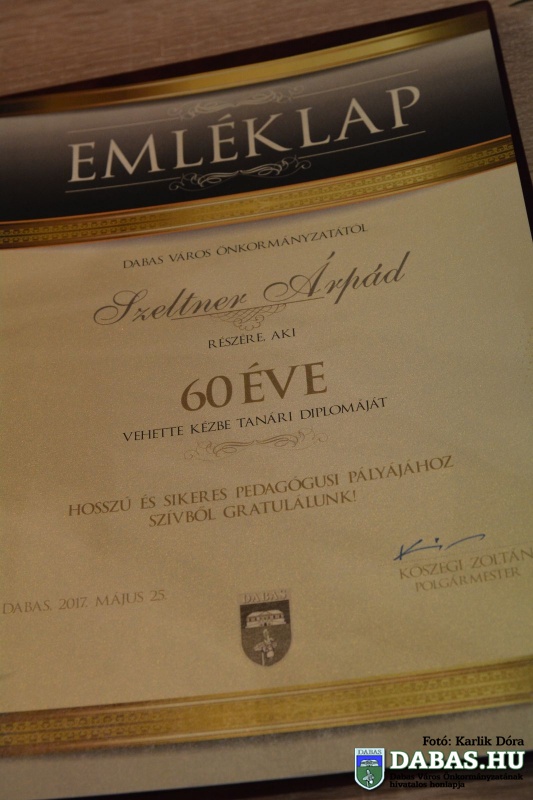 EMLÉKLAP
DABAS VÁROS ÖNKORMÁNYZATÁTÓL
Szeltner Árpád
RÉSZÉRE, AKI
60 ÉVE
VEHETTE KÉZBE TANÁRI DIPLOMÁJÁT
HOSSZÚ ÉS SIKERES PEDAGÓGUSI PÁLYÁJÁHOZ
SZÍVBŐL GRATULÁLUNK!
KŐSZEGI ZOLTÁN
POLGÁRMESTER
DABAS, 2017. MÁJUS 25.
DABAS
Fotó: Karlik Dóra
DABAS
DABAS.HU
Dabas Város Önkormányzatának
hivatalos honlapja